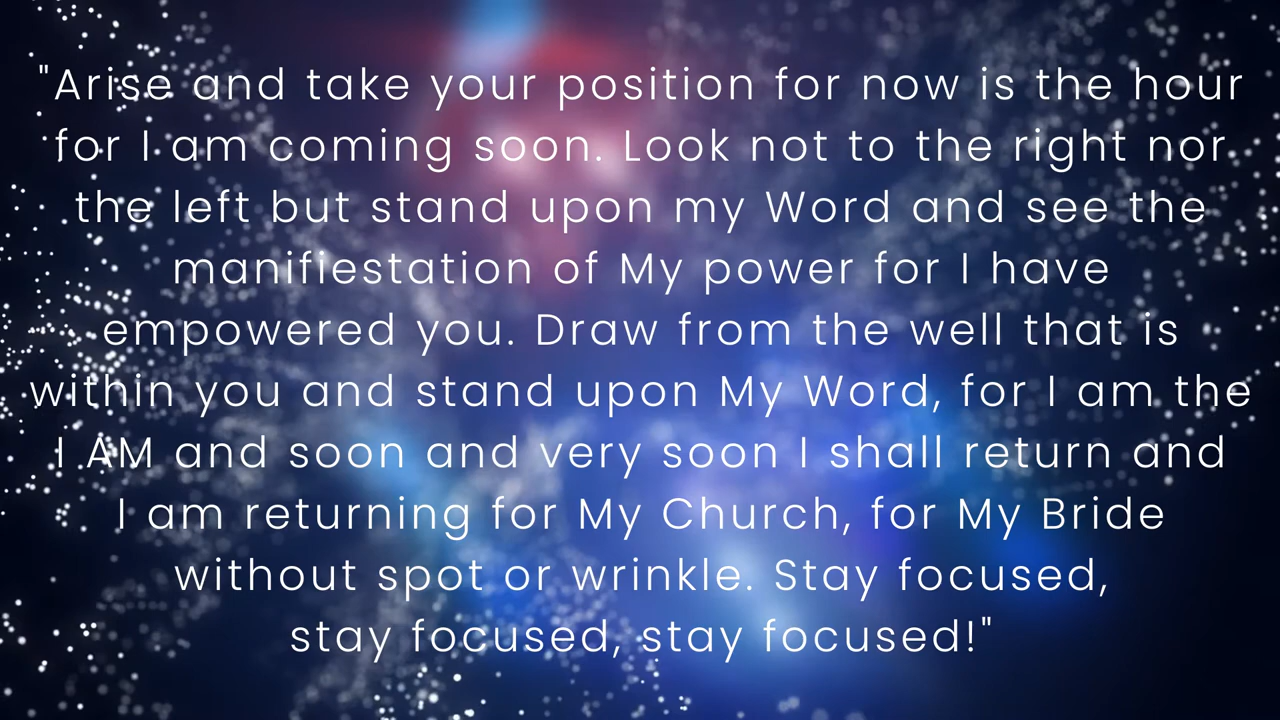 "Arise and take your position for now is the hour
for I am coming soon. Look not to the right nor
the left but stand upon my Word and see the
manifiestation of My power for I have
empowered you. Draw from the well that is
within you and stand upon My Word, for I am the
I AM and soon and very soon I shall return and
I am returning for My Church, for My Bride
without spot or wrinkle. Stay focused,
stay focused, stay focused!"